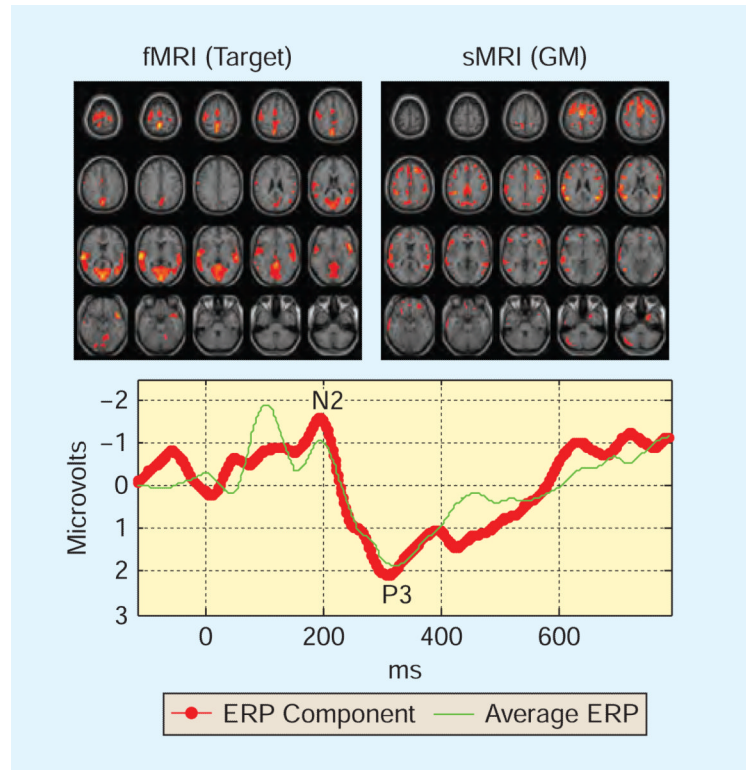 fMRI (Target)
sMRI (GM)
−2
−1
0
1
2
3
Microvolts
N2
P3
0
200
400
600
ms
ERP Component
Average ERP